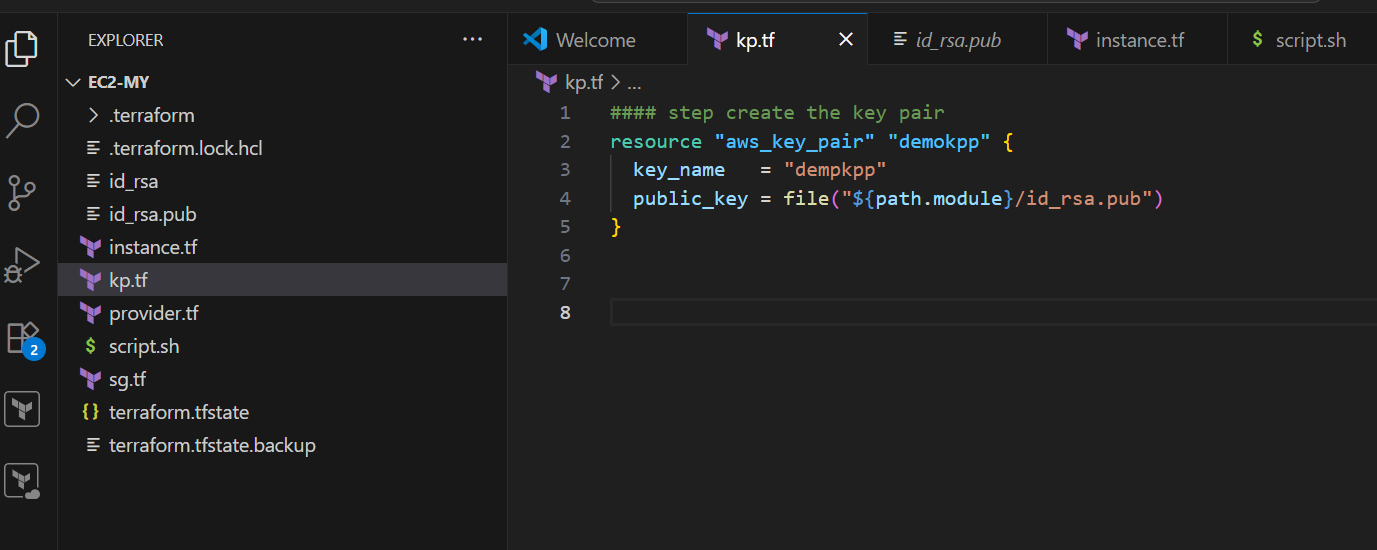 EXPLORER
EC2-MY
.terraform
.terraform.lock.hcl
id_rsa
id_rsa.pub
instance.tf
kp.tf
provider.tf
script.sh
sg.tf
{} terraform.tfstate
terraform.tfstate.backup
2
Welcome
kp.tf
id_rsa.pub
instance.tf
$ script.sh
kp.tf > ...
1 #### step create the key pair
2 resource "aws_key_pair" "demokpp" {
3 key_name = "dempkpp"
4 public_key = file("${path.module}/id_rsa.pub")
5 }
6
7
8